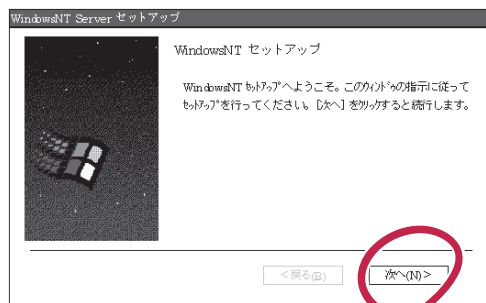 WindowsNT Server セットアップ
WindowsNT セットアップ
WindowsNT ｾｯﾄｱｯﾌﾟへようこそ。このｳｨﾝﾄﾞｳの指示に従って
ｾｯﾄｱｯﾌﾟを行ってください。[次へ] をｸﾘｯｸすると続行します。
<戻る(B)
次へ(N)>